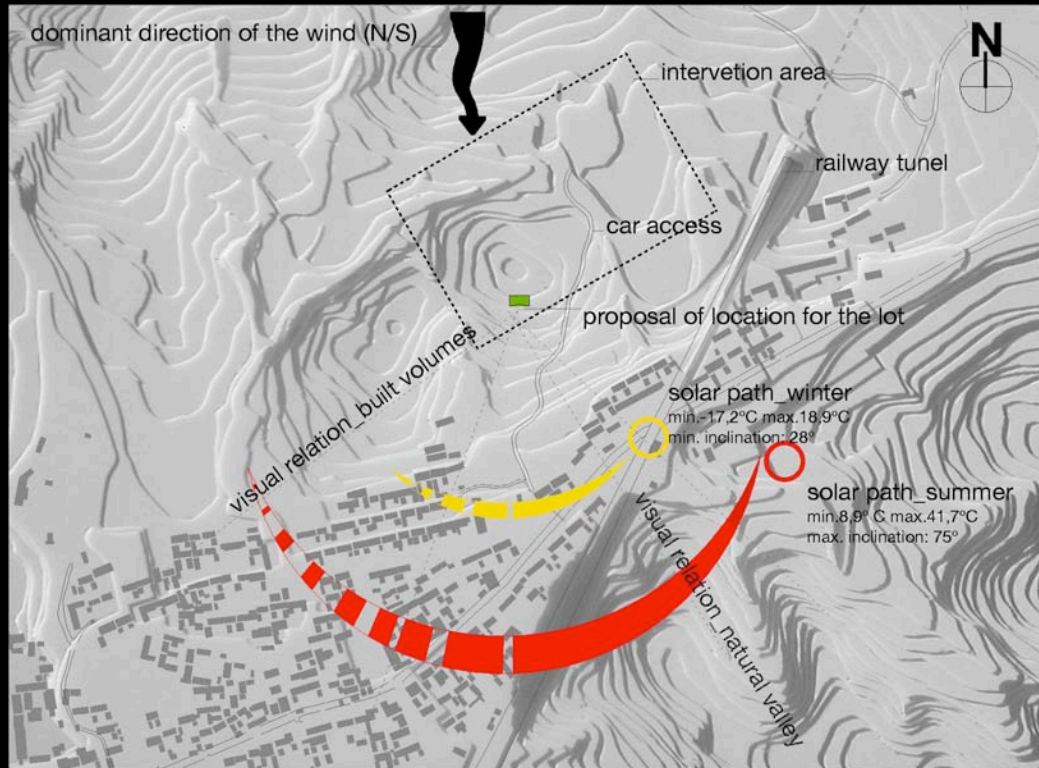 dominant direction of the wind (N/S)
N
intervetion area
railway tunel
car access
proposal of location for the lot
visual relation_built volumes
solar path_winter
min.-17,2ºC max.18,9ºC
min. inclination: 28º
solar path_summer
min.8,9º C max.41,7ºC
max. inclination: 75º
visual relation_natural valley